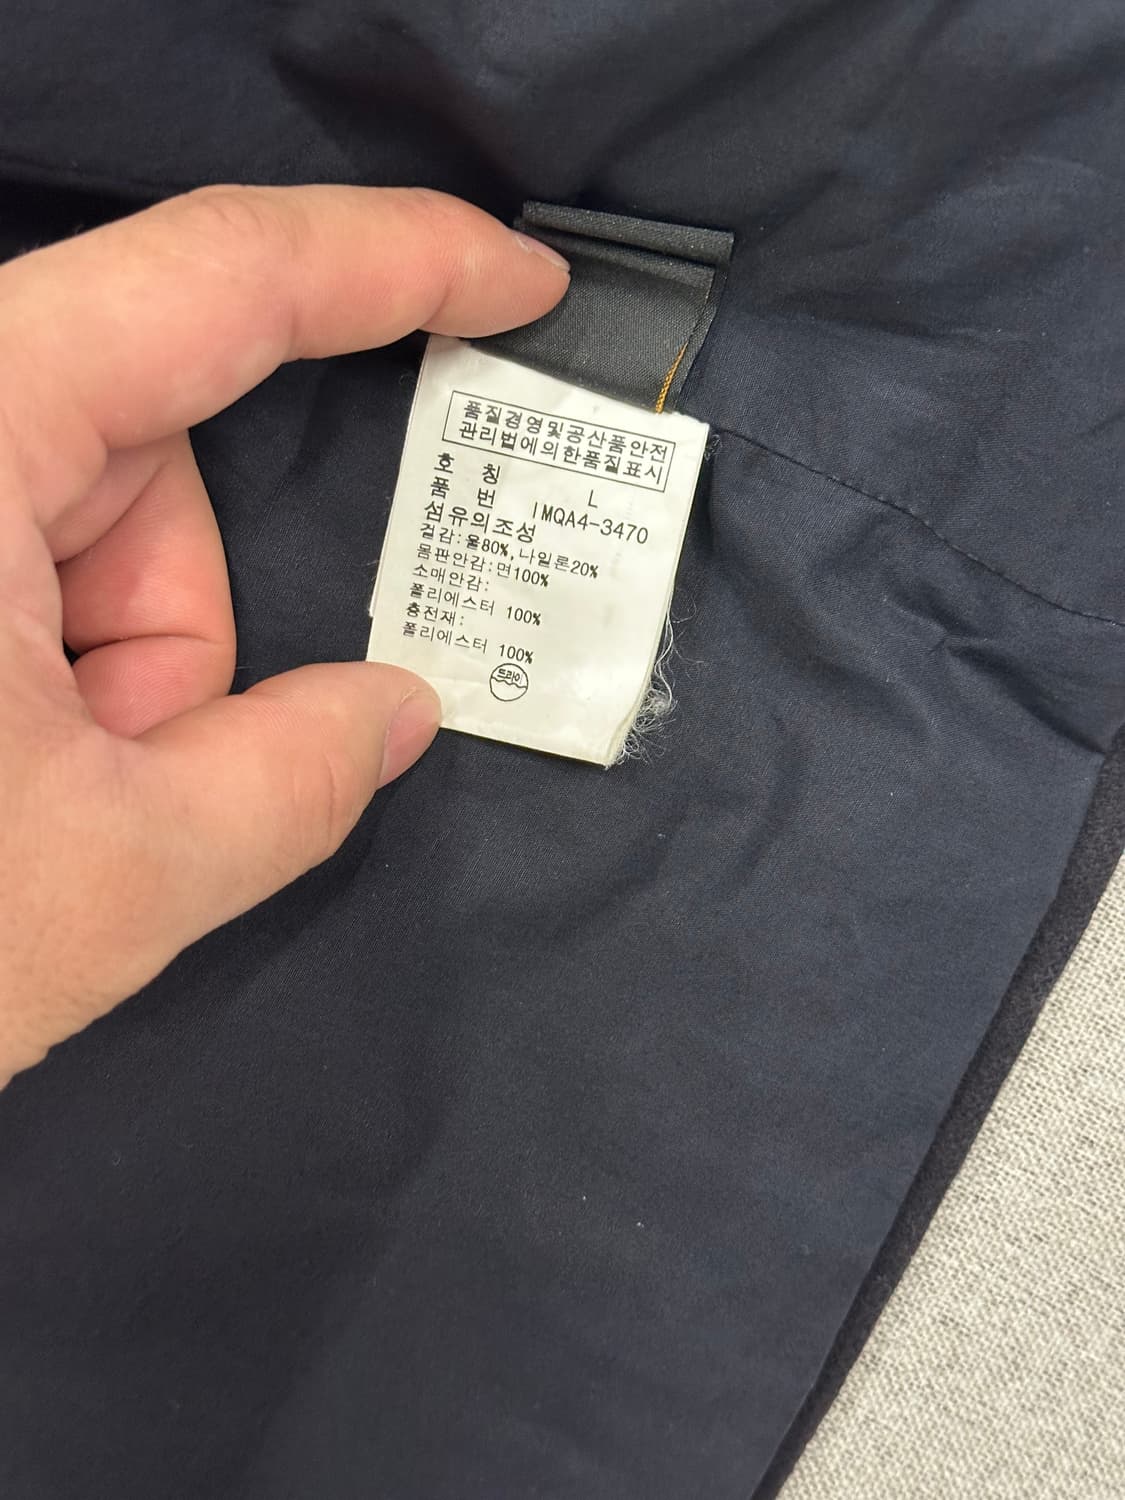 품질경영및공산품안전
관리법에의한품질표시
호 칭 L
품 번 IMQA4-3470
섬유의조성
겉감:울80%,나일론20%
몸판안감:면100%
소매안감:
폴리에스터 100%
충전재:
폴리에스터 100%
드라이